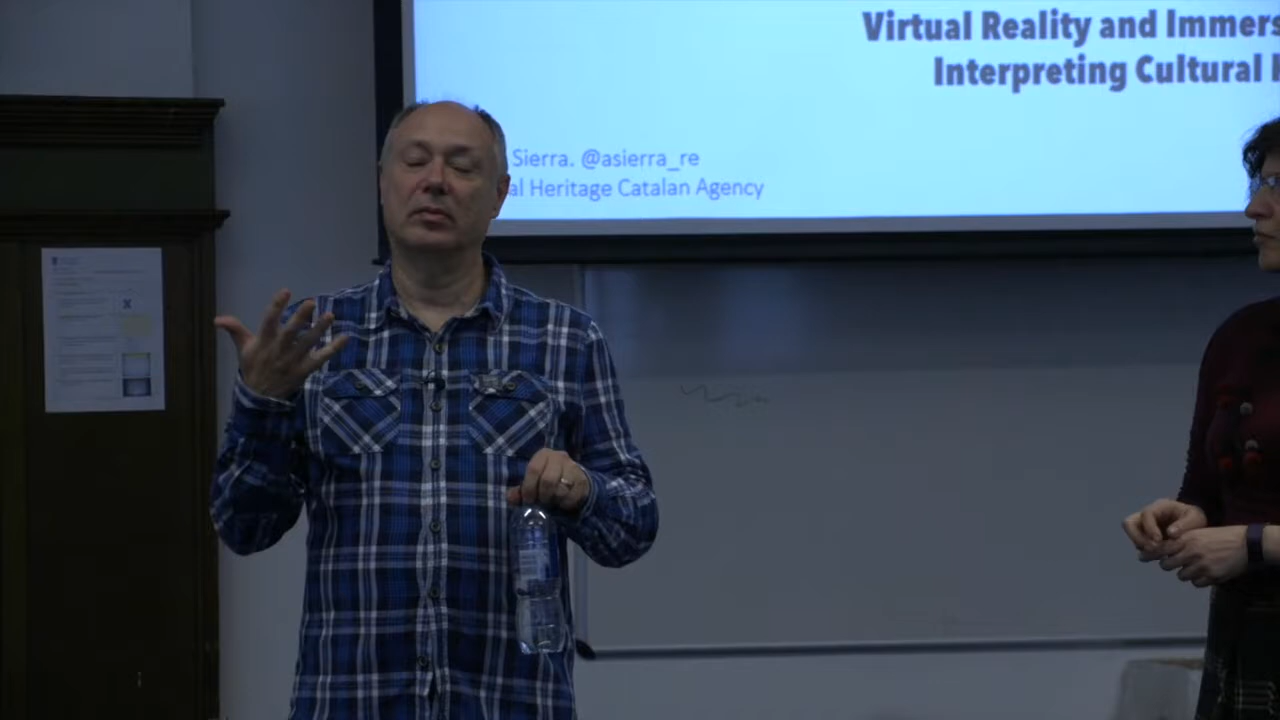 Virtual Reality and Immers
Interpreting Cultural
Sierra. @asierra_re
al Heritage Catalan Agency